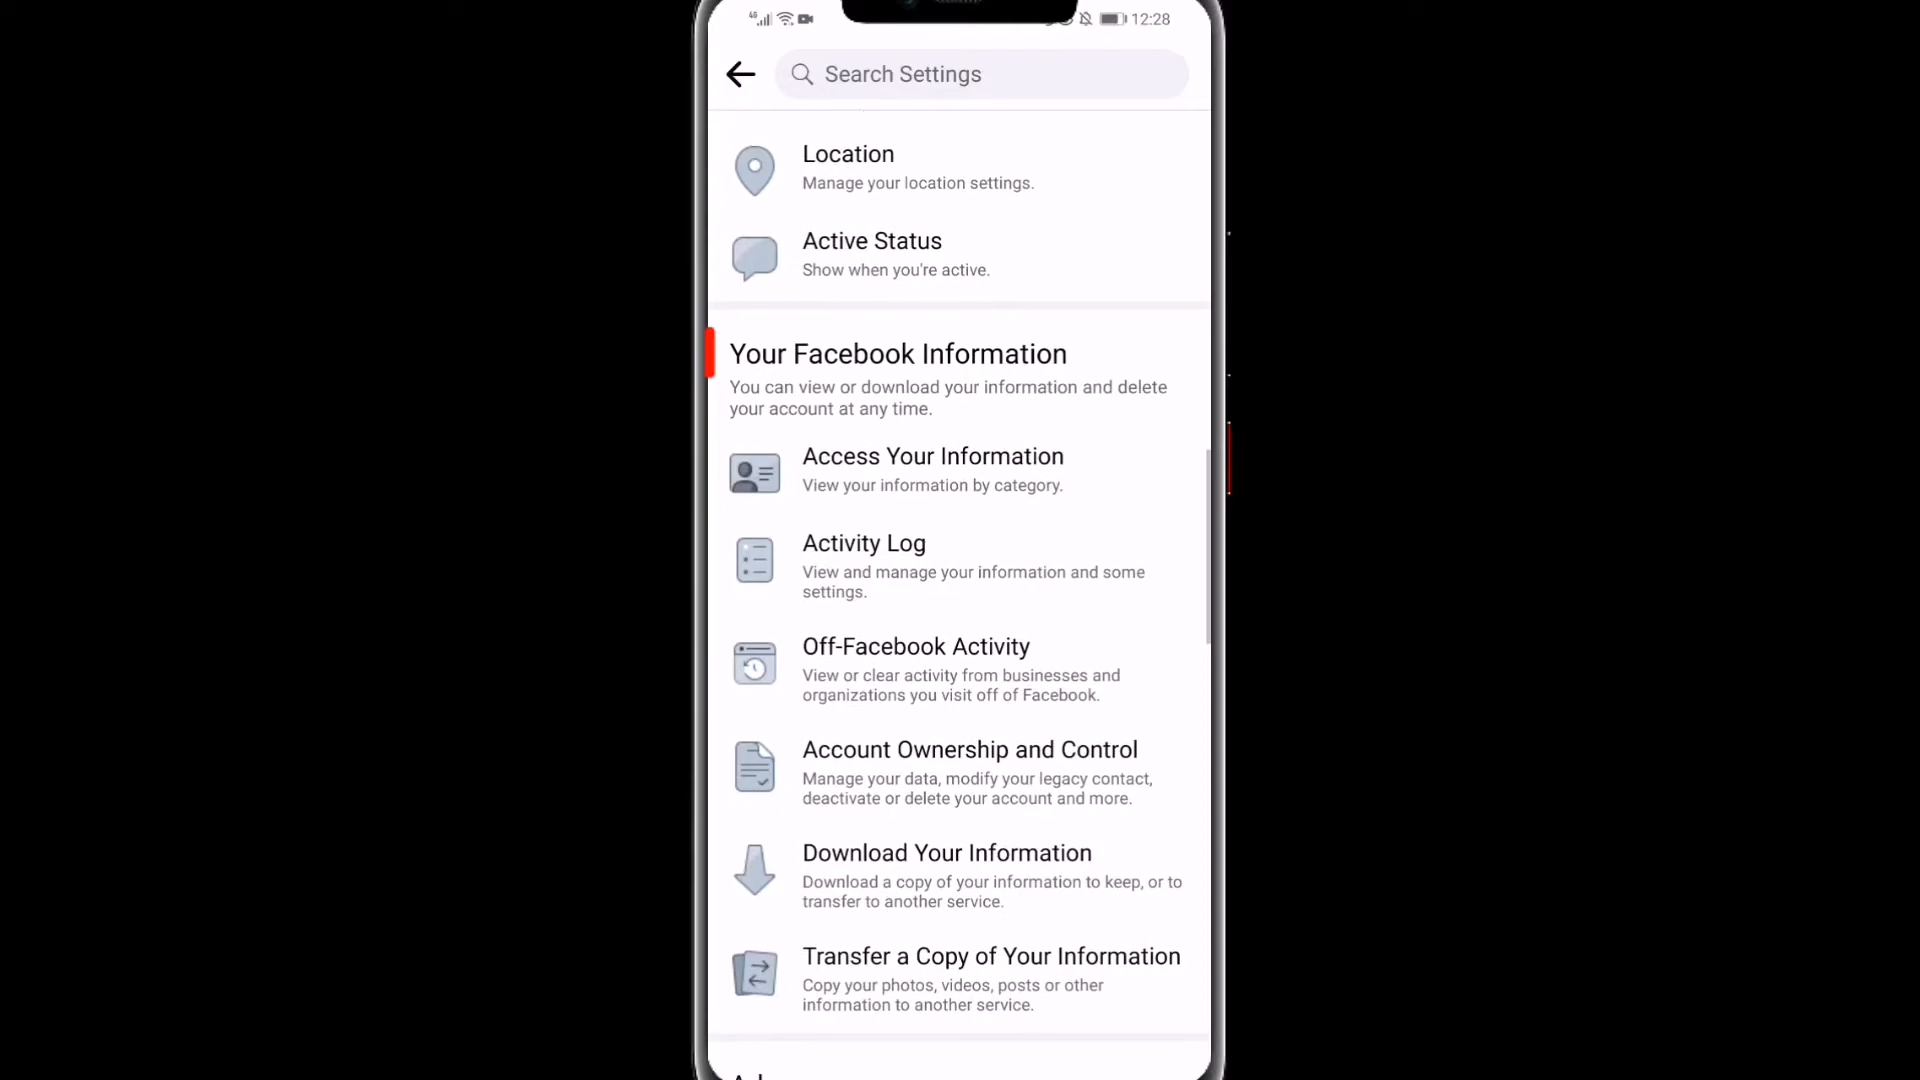 4G 12:28
Search Settings
Location
Manage your location settings.
Active Status
Show when you're active.
Your Facebook Information
You can view or download your information and delete
your account at any time.
Access Your Information
View your information by category.
Activity Log
View and manage your information and some
settings.
Off-Facebook Activity
View or clear activity from businesses and
organizations you visit off of Facebook.
Account Ownership and Control
Manage your data, modify your legacy contact,
deactivate or delete your account and more.
Download Your Information
Download a copy of your information to keep, or to
transfer to another service.
Transfer a Copy of Your Information
Copy your photos, videos, posts or other
information to another service.